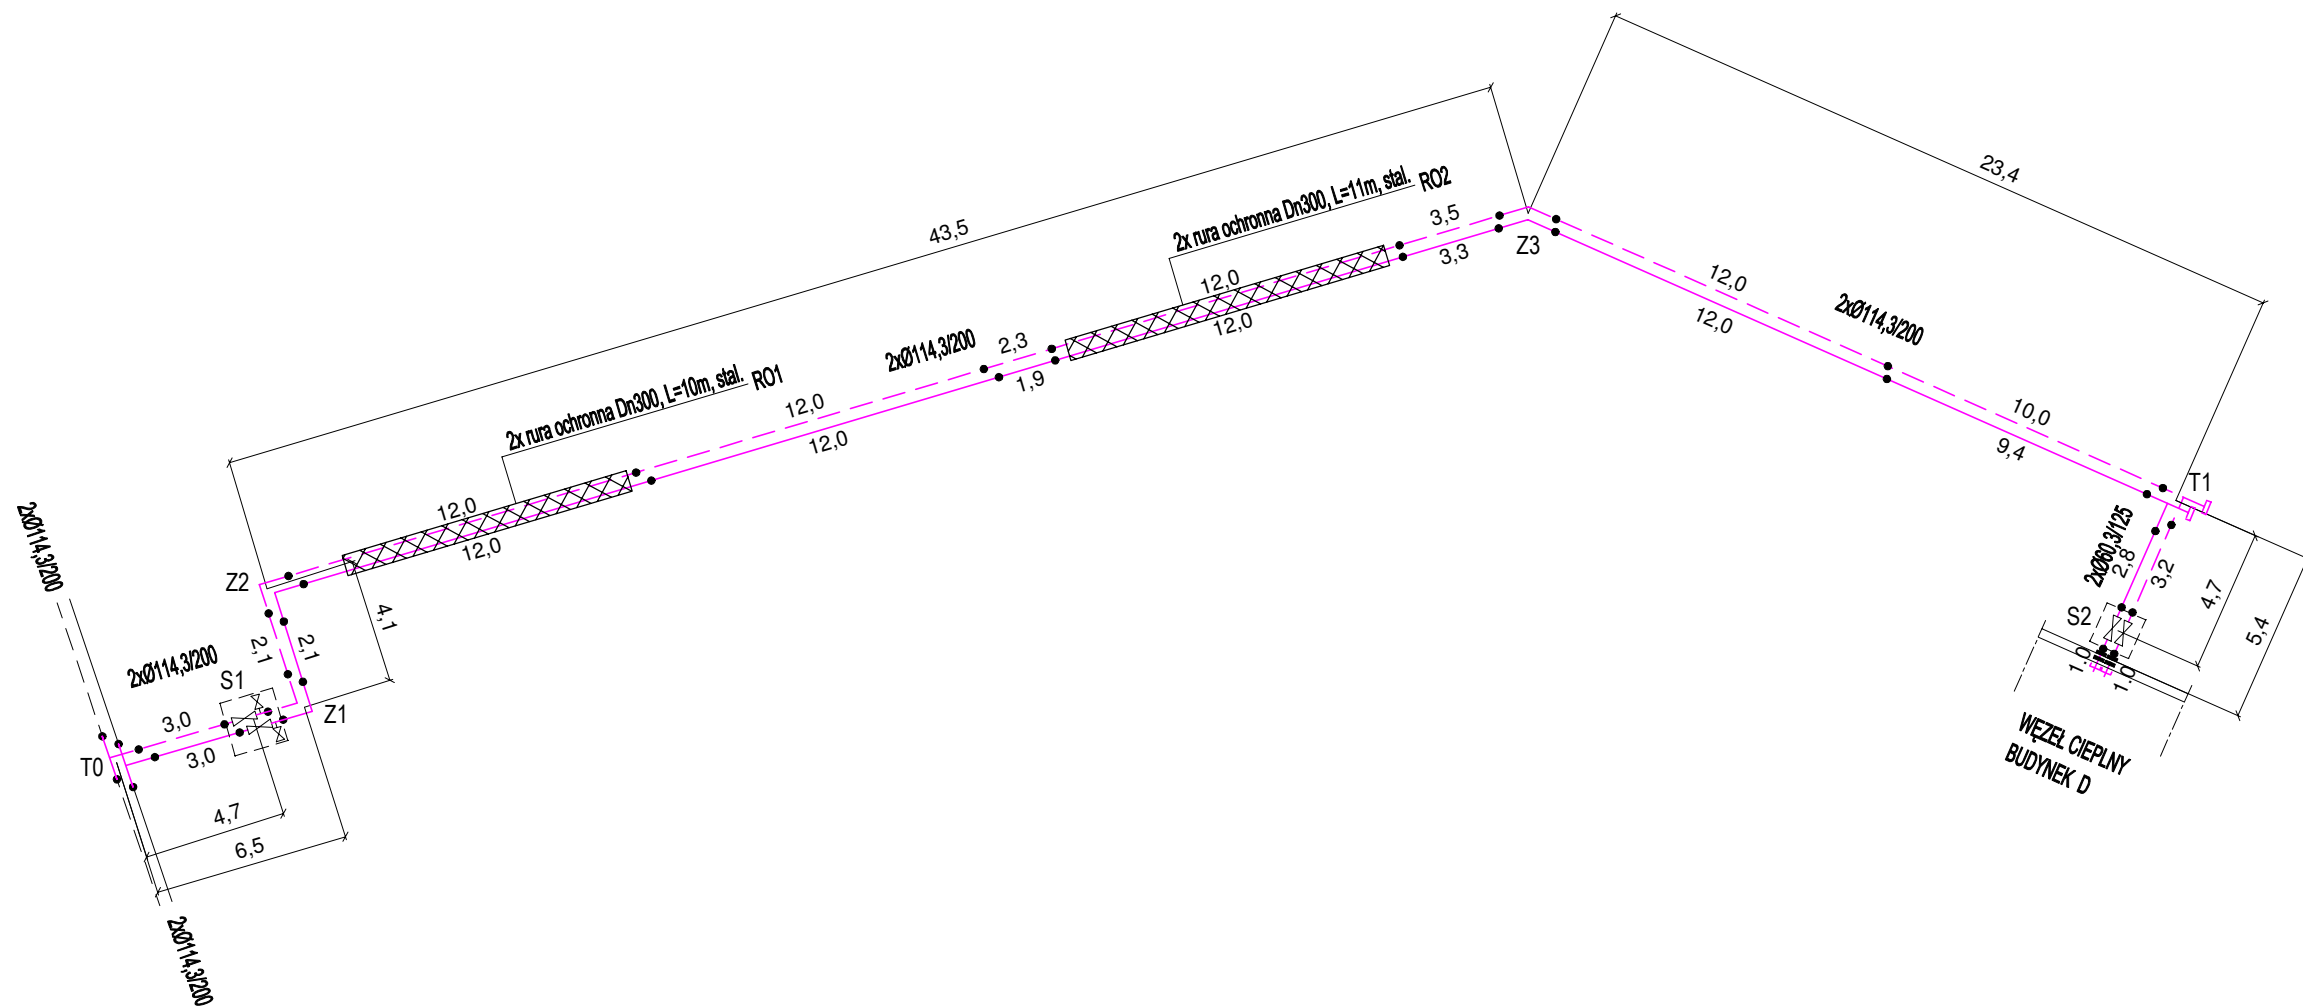 23,4
43,5
2x rura ochronna Dn300, L=11m, stal.
RO2
3,5
Z3
3,3
12,0
12,0
2xØ114,3/200
12,0
12,0
2xØ114,3/200
2,3
1,9
2x rura ochronna Dn300, L=10m, stal.
RO1
12,0
12,0
10,0
9,4
T1
12,0
12,0
2xØ114,3/200
2xØ60,3/125
2,8
3,2
Z2
4,1
4,7
5,4
S2
2,1
2,1
2xØ114,3/200
S1
1.0
1.0
Z1
3,0
3,0
T0
WĘZEŁ CIEPLNY
BUDYNEK D
4,7
6,5
2xØ114,3/200